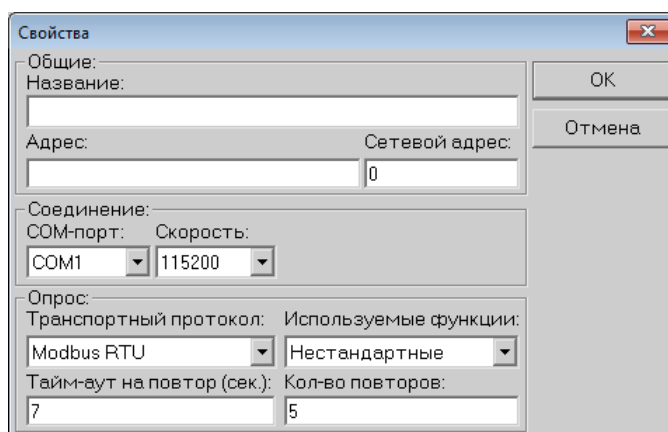 Свойства
Общие:
Название:
OK
Отмена
Адрес: Сетевой адрес:
0
Соединение:
COM-порт: Скорость:
COM1 115200
Опрос:
Транспортный протокол: Используемые функции:
Modbus RTU Нестандартные
Тайм-аут на повтор (сек.): Кол-во повторов:
7 5